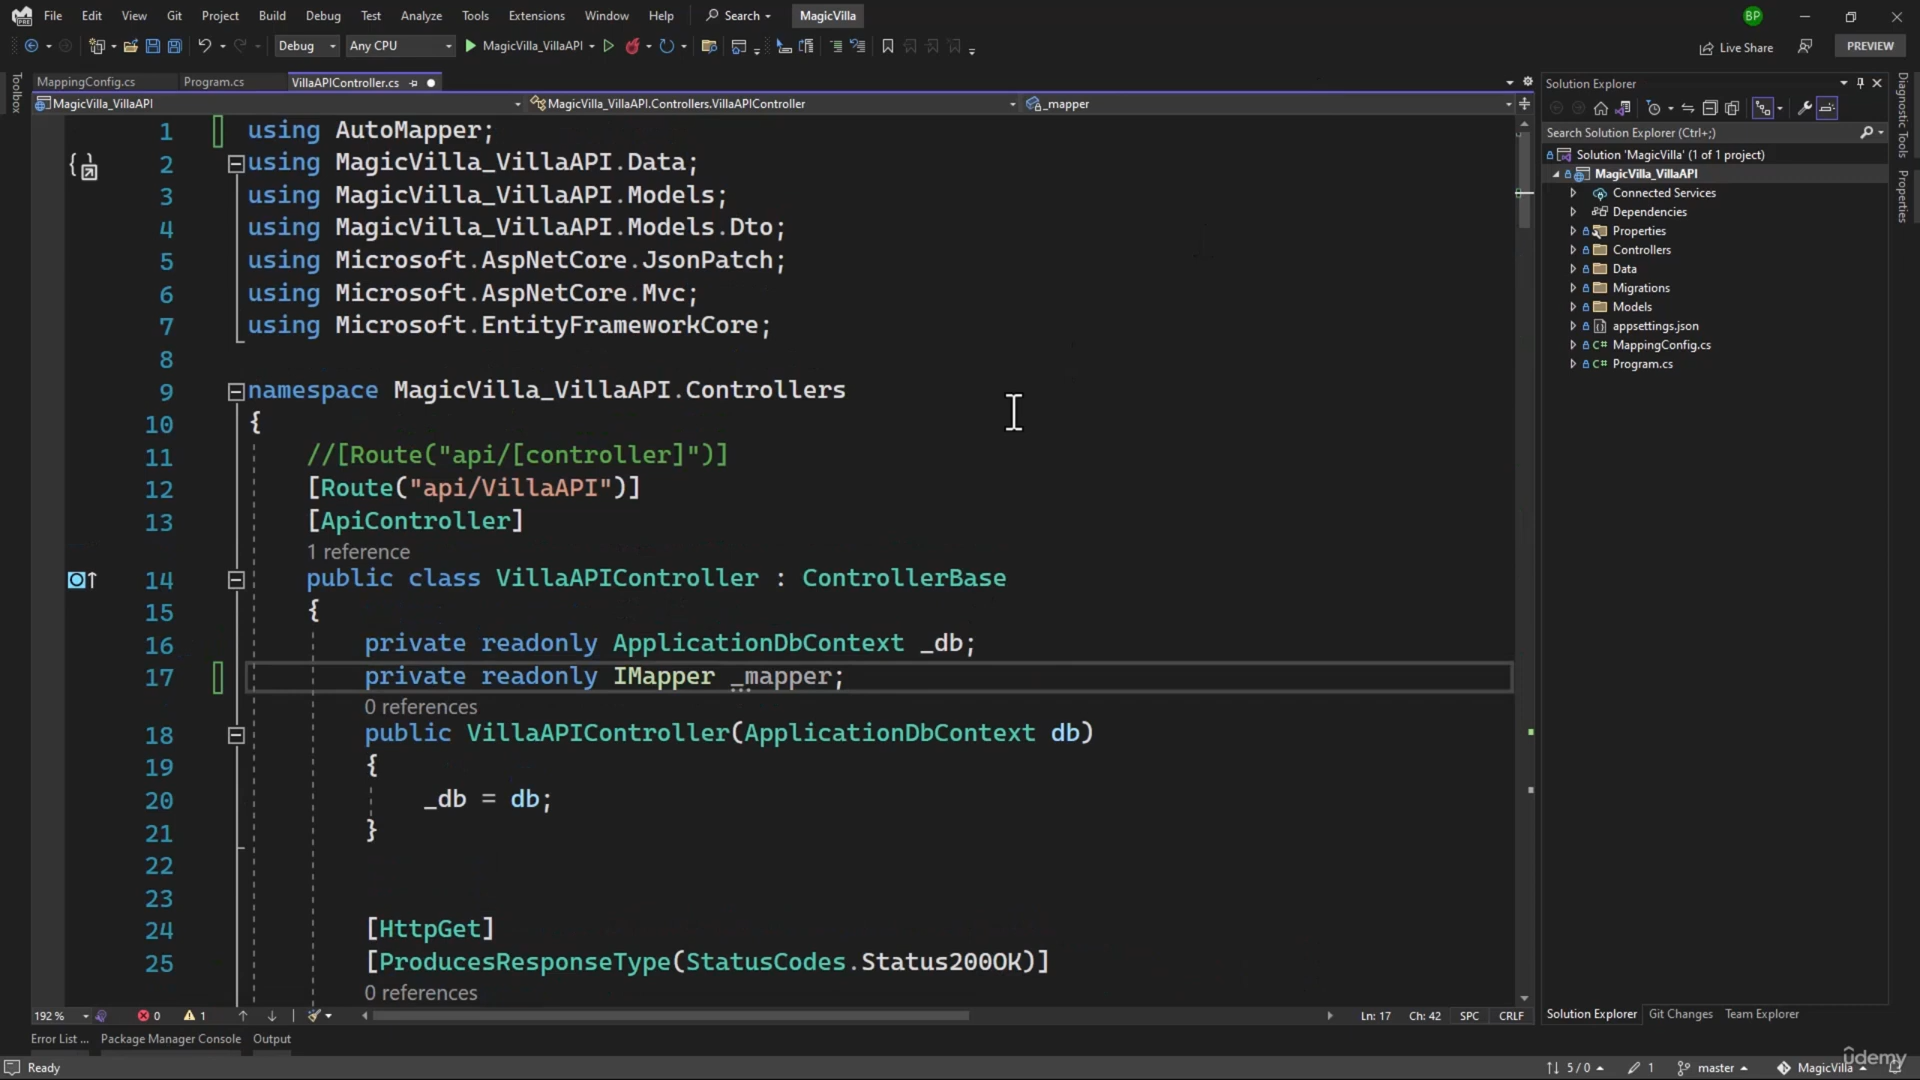 File Edit View Git Project Build Debug Test Analyze Tools Extensions Window Help Search MagicVilla BP
Debug Any CPU MagicVilla_VillaAPI Live Share PREVIEW
MappingConfig.cs Program.cs VillaAPIController.cs
MagicVilla_VillaAPI MagicVilla_VillaAPI.Controllers.VillaAPIController _mapper
Toolbox
1 using AutoMapper;
2 using MagicVilla_VillaAPI.Data;
3 using MagicVilla_VillaAPI.Models;
4 using MagicVilla_VillaAPI.Models.Dto;
5 using Microsoft.AspNetCore.JsonPatch;
6 using Microsoft.AspNetCore.Mvc;
7 using Microsoft.EntityFrameworkCore;
8
9 namespace MagicVilla_VillaAPI.Controllers
10 {
11 //[Route("api/[controller]")]
12 [Route("api/VillaAPI")]
13 [ApiController]
1 reference
14 public class VillaAPIController : ControllerBase
15 {
16 private readonly ApplicationDbContext _db;
17 private readonly IMapper _mapper;
0 references
18 public VillaAPIController(ApplicationDbContext db)
19 {
20 _db = db;
21 }
22
23
24 [HttpGet]
25 [ProducesResponseType(StatusCodes.Status200OK)]
0 references
192 % 0 1 Ln: 17 Ch: 42 SPC CRLF
Error List ... Package Manager Console Output
Solution Explorer
Search Solution Explorer (Ctrl+;)
Solution 'MagicVilla' (1 of 1 project)
MagicVilla_VillaAPI
Connected Services
Dependencies
Properties
Controllers
Data
Migrations
Models
appsettings.json
MappingConfig.cs
Program.cs
Solution Explorer Git Changes Team Explorer
Diagnostic Tools
Properties
Ready 5 / 0 1 master MagicVilla
udemy